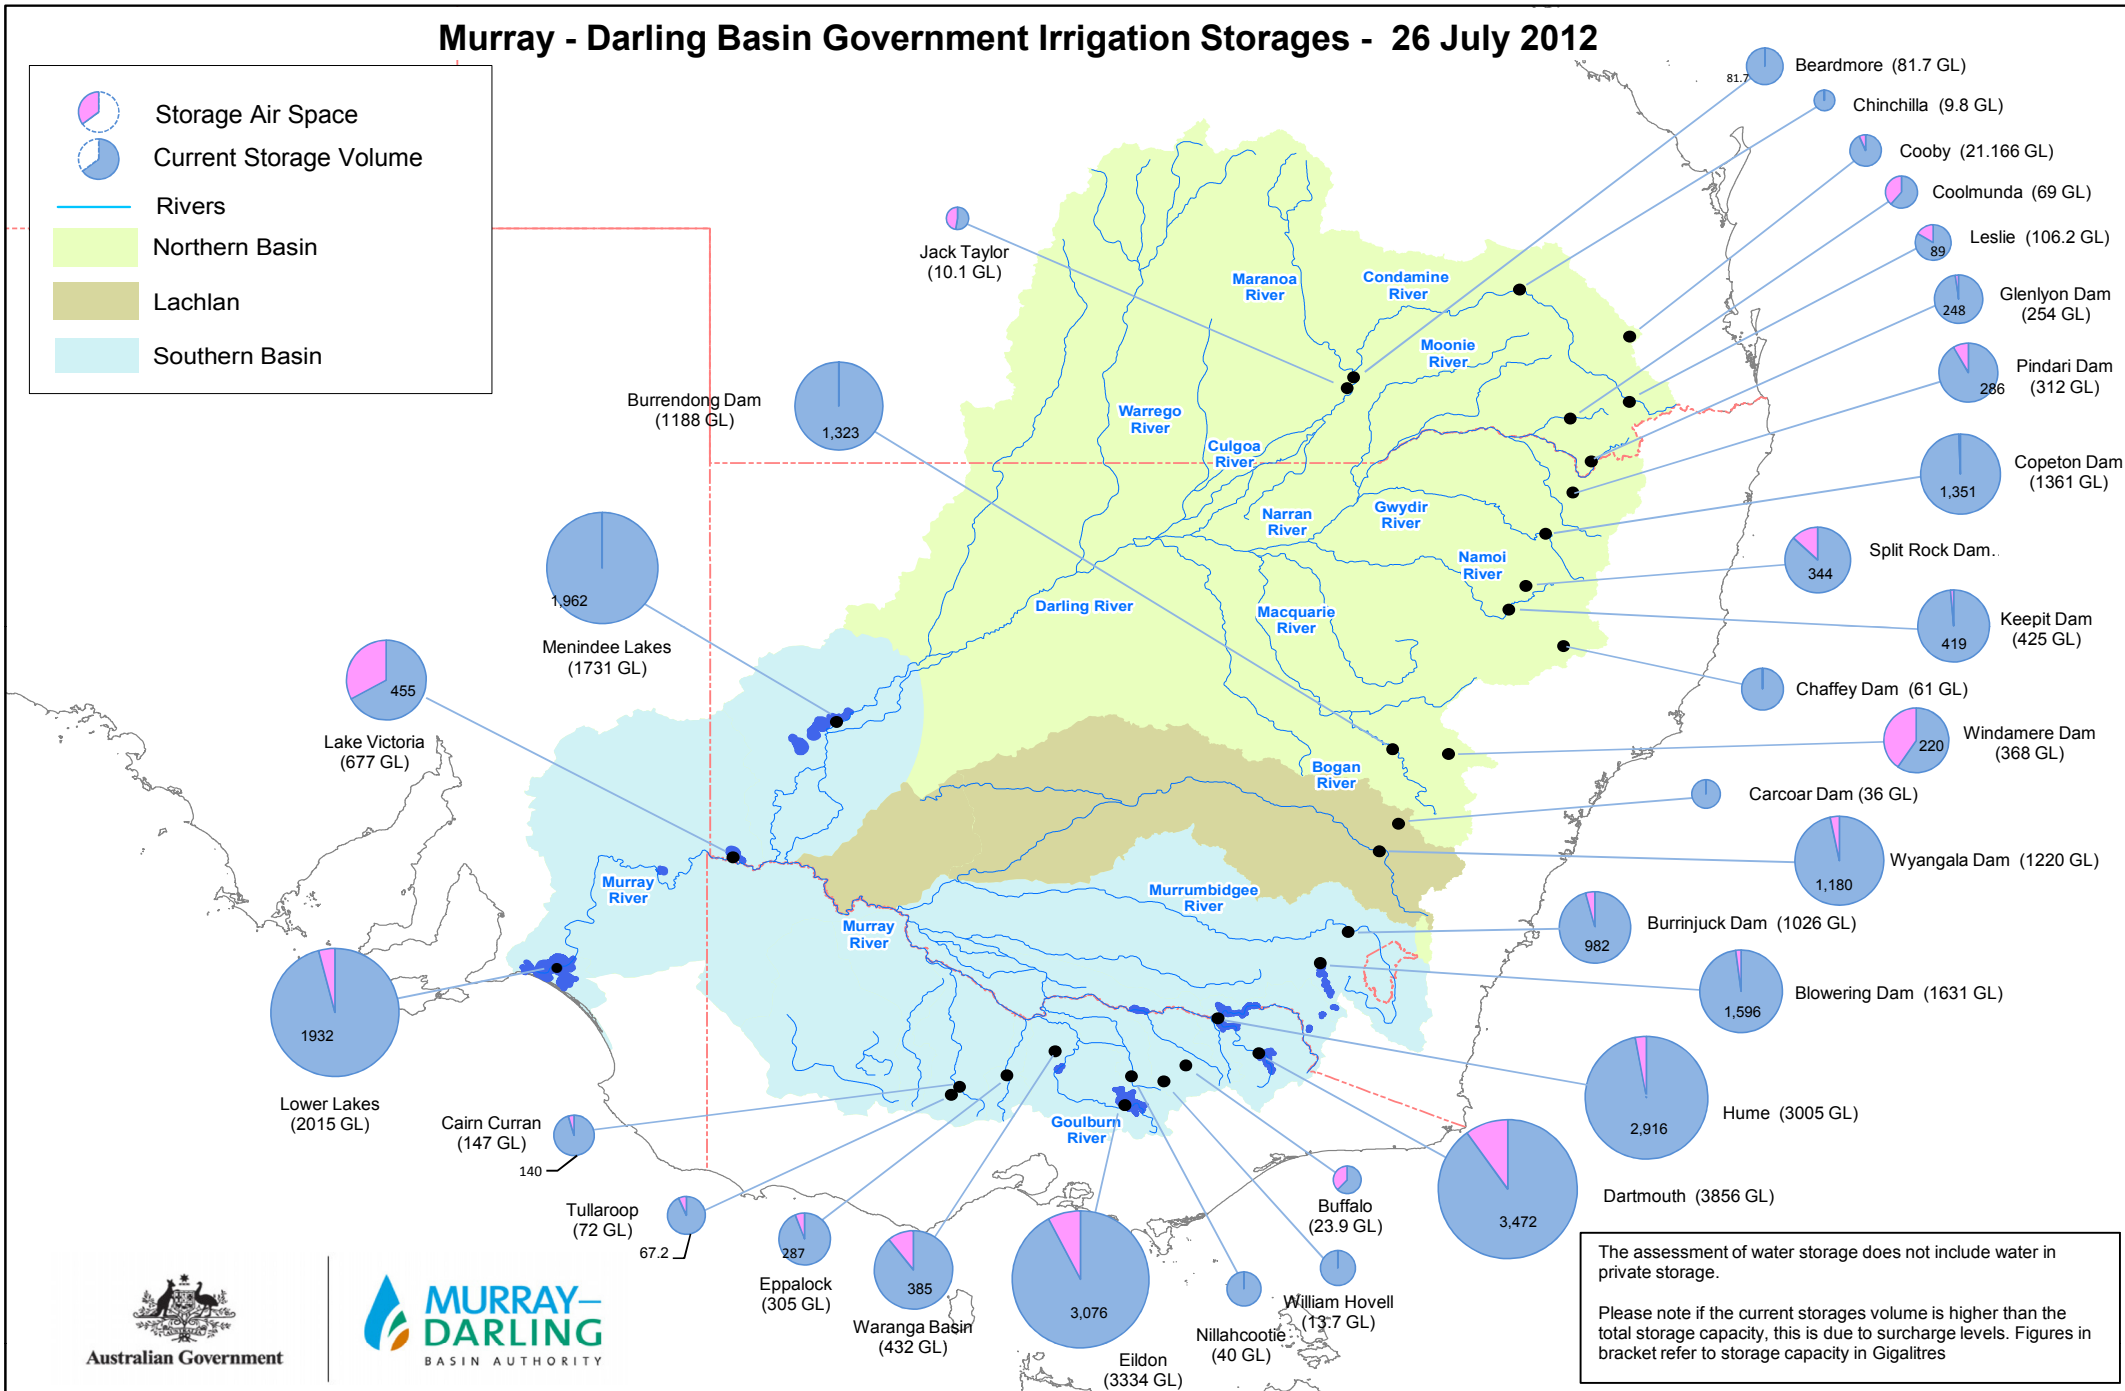 Murray - Darling Basin Government Irrigation Storages - 26 July 2012
Storage Air Space
Current Storage Volume
Rivers
Northern Basin
Lachlan
Southern Basin
81.7
Beardmore (81.7 GL)
Chinchilla (9.8 GL)
Cooby (21.166 GL)
Coolmunda (69 GL)
89
Leslie (106.2 GL)
248
Glenlyon Dam
(254 GL)
286
Pindari Dam
(312 GL)
1,351
Copeton Dam
(1361 GL)
344
Split Rock Dam..
419
Keepit Dam
(425 GL)
Chaffey Dam (61 GL)
220
Windamere Dam
(368 GL)
Carcoar Dam (36 GL)
1,180
Wyangala Dam (1220 GL)
982
Burrinjuck Dam (1026 GL)
1,596
Blowering Dam (1631 GL)
2,916
Hume (3005 GL)
3,472
Dartmouth (3856 GL)
Jack Taylor
(10.1 GL)
Burrendong Dam
(1188 GL)
1,323
1,962
Menindee Lakes
(1731 GL)
455
Lake Victoria
(677 GL)
1932
Lower Lakes
(2015 GL)
Cairn Curran
(147 GL)
140
Tullaroop
(72 GL)
67.2
287
Eppalock
(305 GL)
385
Waranga Basin
(432 GL)
3,076
Eildon
(3334 GL)
Nillahcootie
(40 GL)
William Hovell
(13.7 GL)
Buffalo
(23.9 GL)
Maranoa
River
Condamine
River
Moonie
River
Warrego
River
Culgoa
River
Narran
River
Gwydir
River
Namoi
River
Darling River
Macquarie
River
Bogan
River
Murray
River
Murrumbidgee
River
Murray
River
Goulburn
River
Australian Government
MURRAY–
DARLING
BASIN AUTHORITY
The assessment of water storage does not include water in
private storage.
Please note if the current storages volume is higher than the
total storage capacity, this is due to surcharge levels. Figures in
bracket refer to storage capacity in Gigalitres